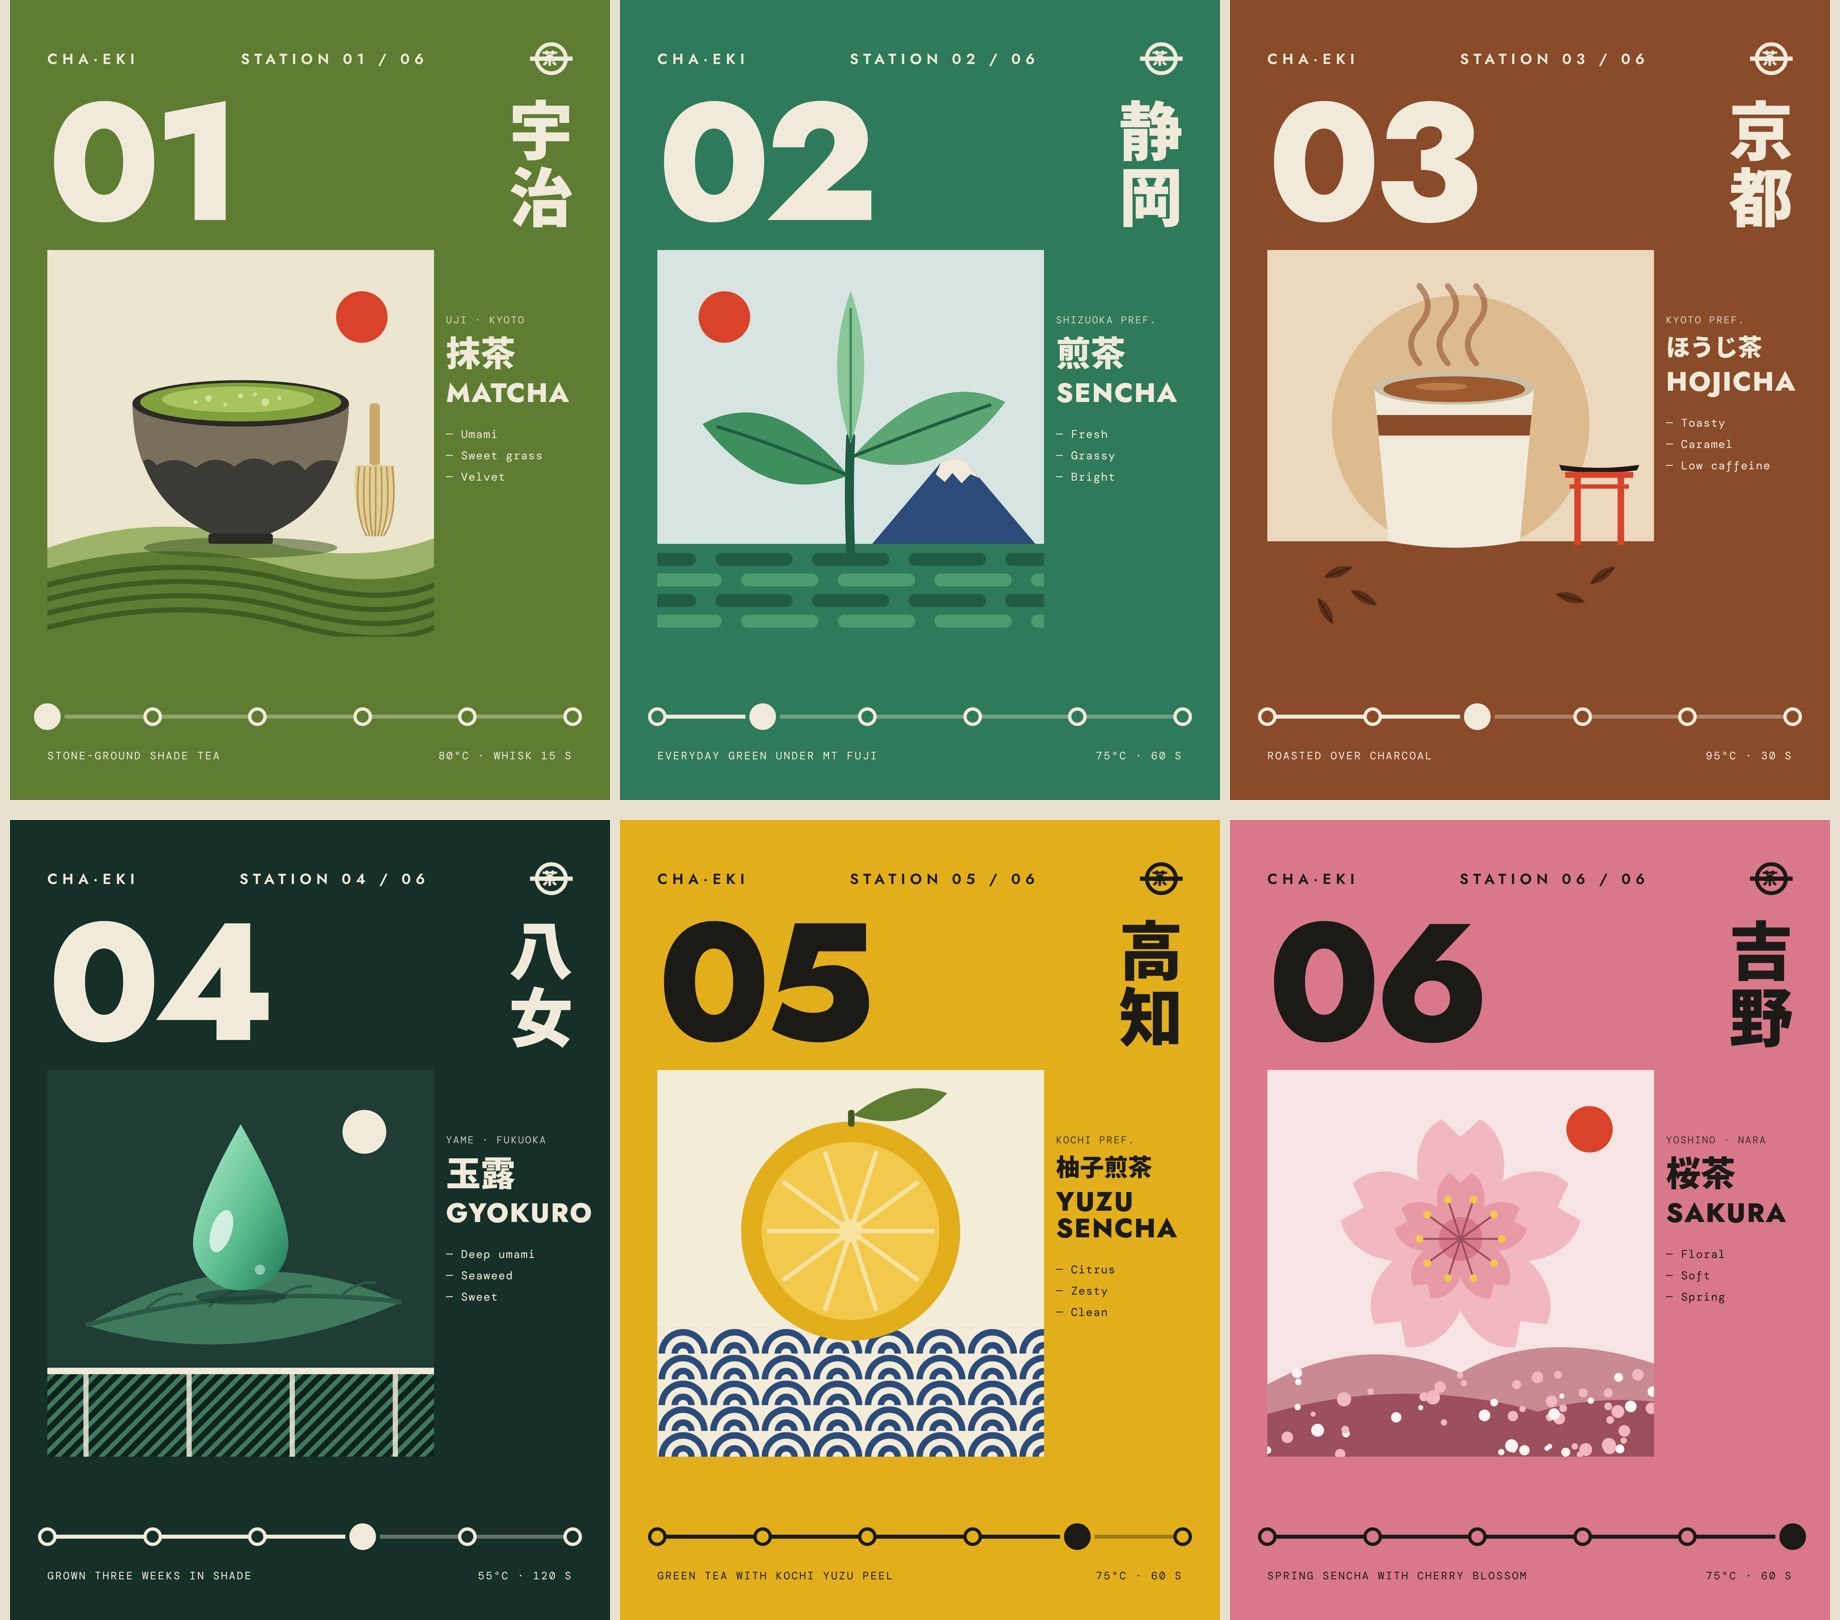 CHA·EKI
STATION 01 / 06
茶
01
宇治
UJI · KYOTO
抹茶
MATCHA
— Umami
— Sweet grass
— Velvet
STONE-GROUND SHADE TEA
80°C · WHISK 15 S
CHA·EKI
STATION 02 / 06
茶
02
静岡
SHIZUOKA PREF.
煎茶
SENCHA
— Fresh
— Grassy
— Bright
EVERYDAY GREEN UNDER MT FUJI
75°C · 60 S
CHA·EKI
STATION 03 / 06
茶
03
京都
KYOTO PREF.
ほうじ茶
HOJICHA
— Toasty
— Caramel
— Low caffeine
ROASTED OVER CHARCOAL
95°C · 30 S
CHA·EKI
STATION 04 / 06
茶
04
八女
YAME · FUKUOKA
玉露
GYOKURO
— Deep umami
— Seaweed
— Sweet
GROWN THREE WEEKS IN SHADE
55°C · 120 S
CHA·EKI
STATION 05 / 06
茶
05
高知
KOCHI PREF.
柚子煎茶
YUZU
SENCHA
— Citrus
— Zesty
— Clean
GREEN TEA WITH KOCHI YUZU PEEL
75°C · 60 S
CHA·EKI
STATION 06 / 06
茶
06
吉野
YOSHINO · NARA
桜茶
SAKURA
— Floral
— Soft
— Spring
SPRING SENCHA WITH CHERRY BLOSSOM
75°C · 60 S